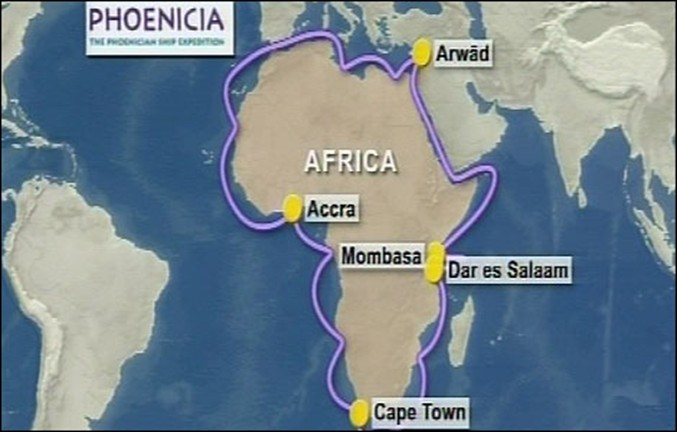 PHOENICIA
THE PHOENICIAN SHIP EXPEDITION
Arwād
AFRICA
Accra
Mombasa
Dar es Salaam
Cape Town